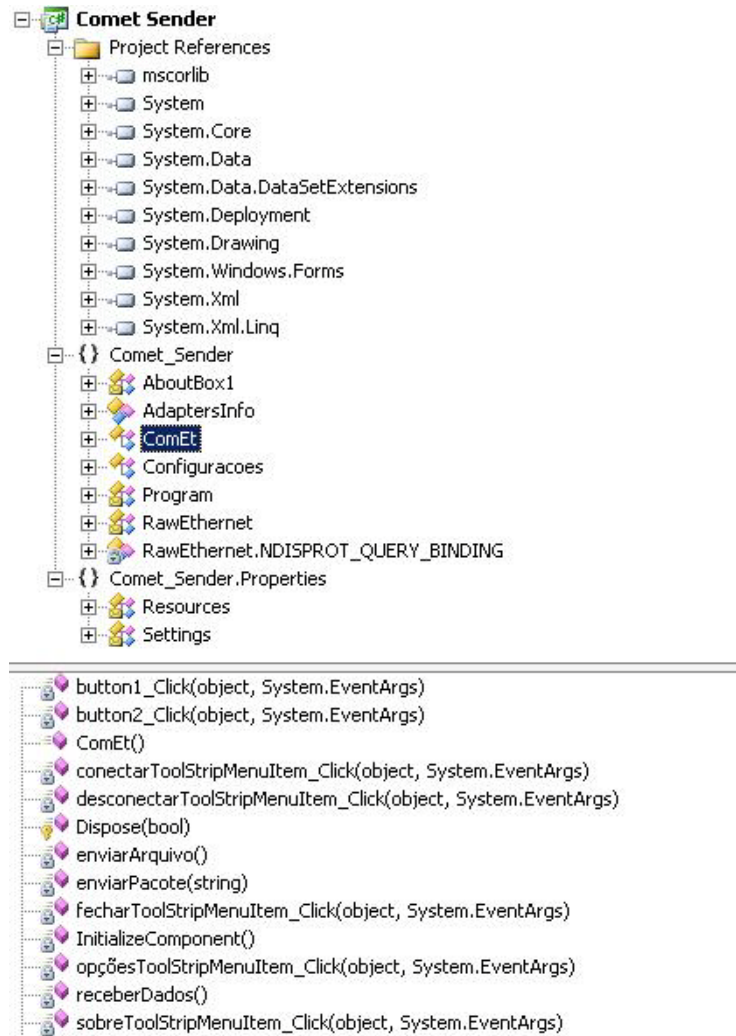 Comet Sender
Project References
mscorlib
System
System.Core
System.Data
System.Data.DataSetExtensions
System.Deployment
System.Drawing
System.Windows.Forms
System.Xml
System.Xml.Linq
{} Comet_Sender
AboutBox1
AdaptersInfo
ComEt
Configuracoes
Program
RawEthernet
RawEthernet.NDISPROT_QUERY_BINDING
{} Comet_Sender.Properties
Resources
Settings
button1_Click(object, System.EventArgs)
button2_Click(object, System.EventArgs)
ComEt()
conectarToolStripMenuItem_Click(object, System.EventArgs)
desconectarToolStripMenuItem_Click(object, System.EventArgs)
Dispose(bool)
enviarArquivo()
enviarPacote(string)
fecharToolStripMenuItem_Click(object, System.EventArgs)
InitializeComponent()
opçõesToolStripMenuItem_Click(object, System.EventArgs)
receberDados()
sobreToolStripMenuItem_Click(object, System.EventArgs)